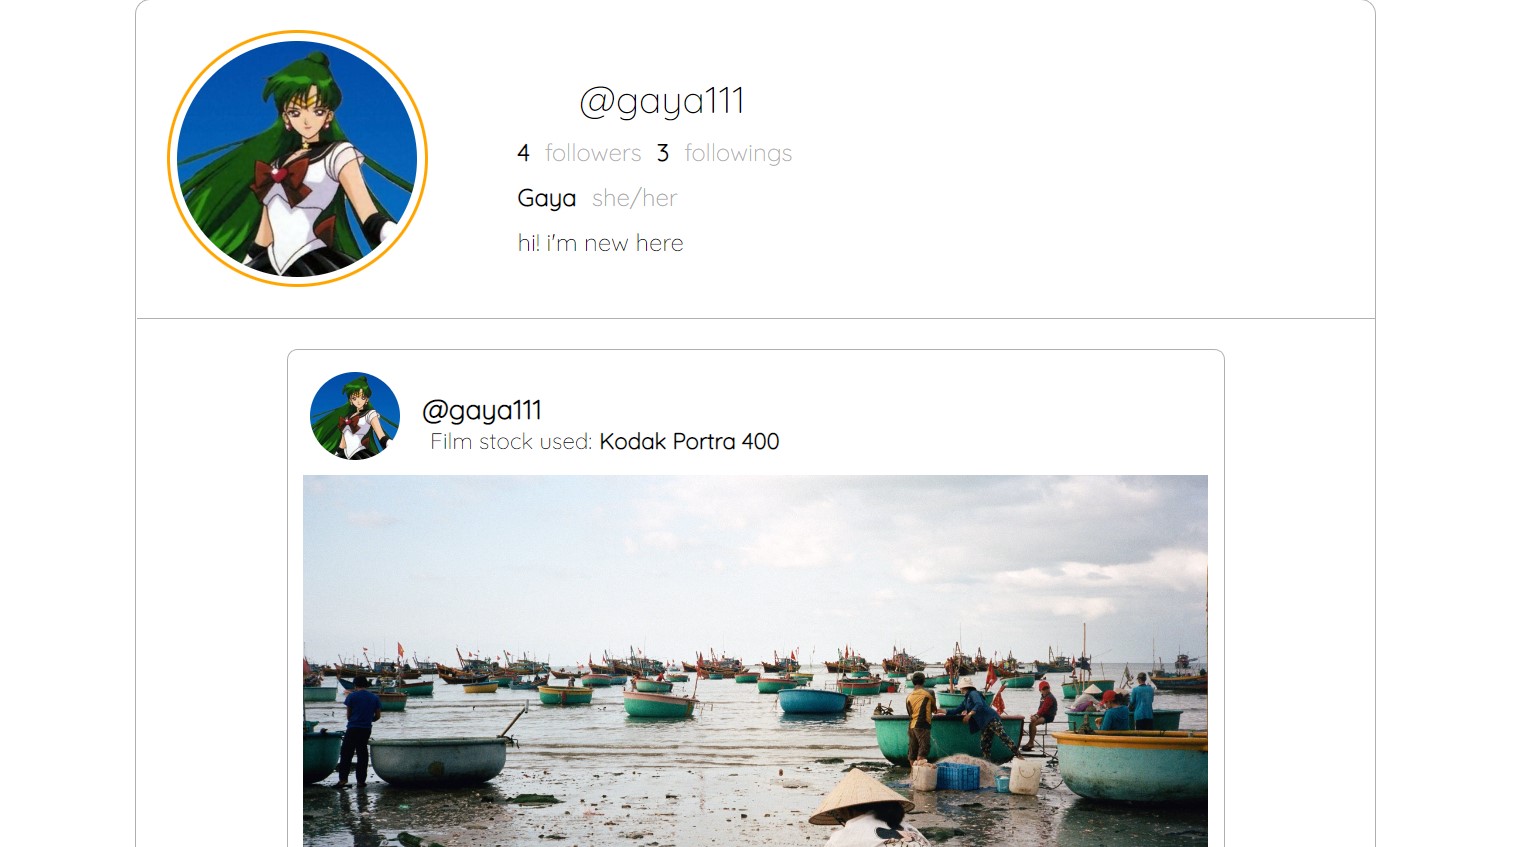 @gaya111
4 followers 3 followings
Gaya she/her
hi! i'm new here
@gaya111
Film stock used: Kodak Portra 400